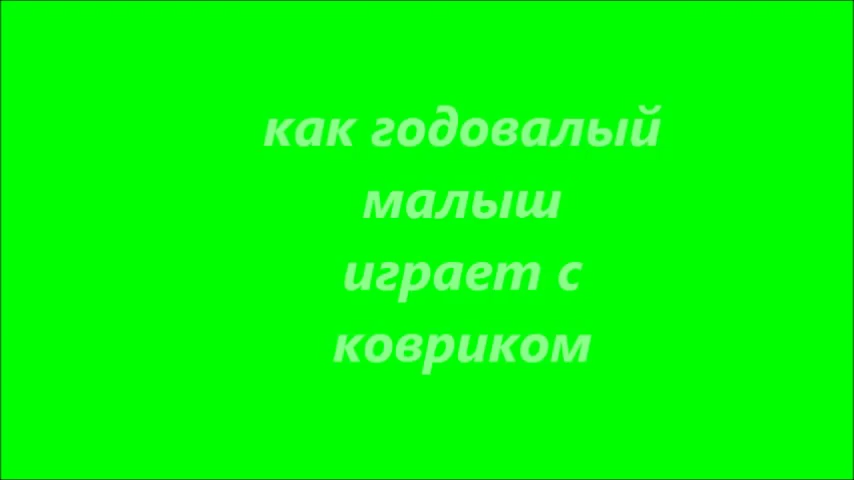 как годовалый
малыш
играет с
ковриком